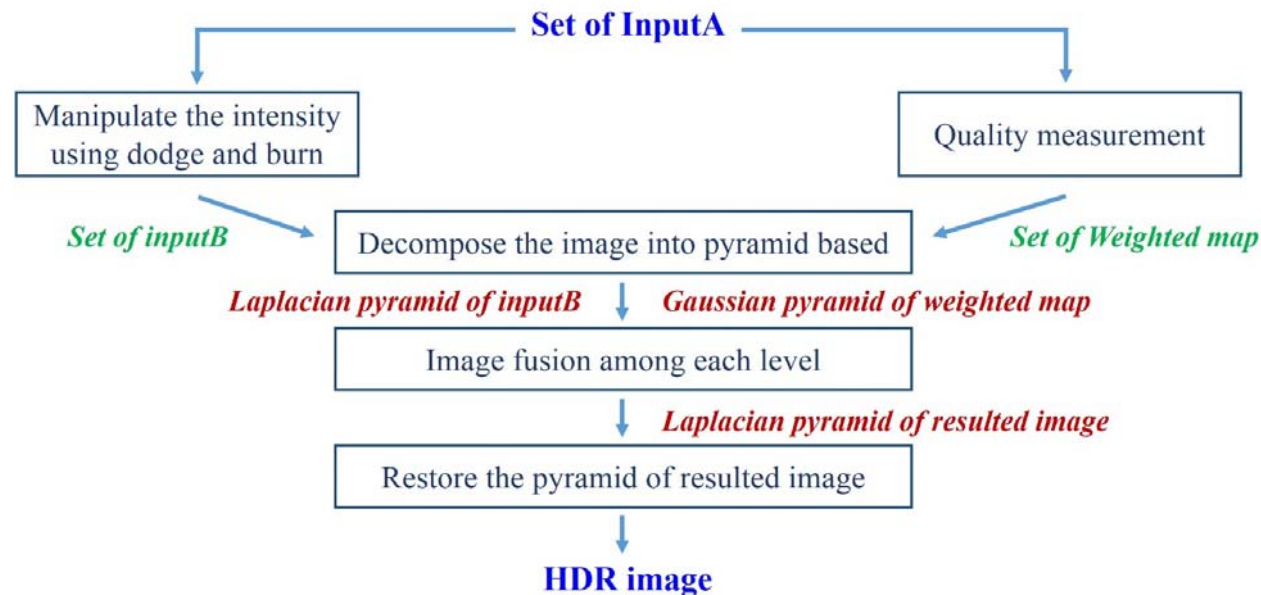 Set of InputA
Manipulate the intensity
using dodge and burn
Quality measurement
Set of inputB
Decompose the image into pyramid based
Set of Weighted map
Laplacian pyramid of inputB
Gaussian pyramid of weighted map
Image fusion among each level
Laplacian pyramid of resulted image
Restore the pyramid of resulted image
HDR image